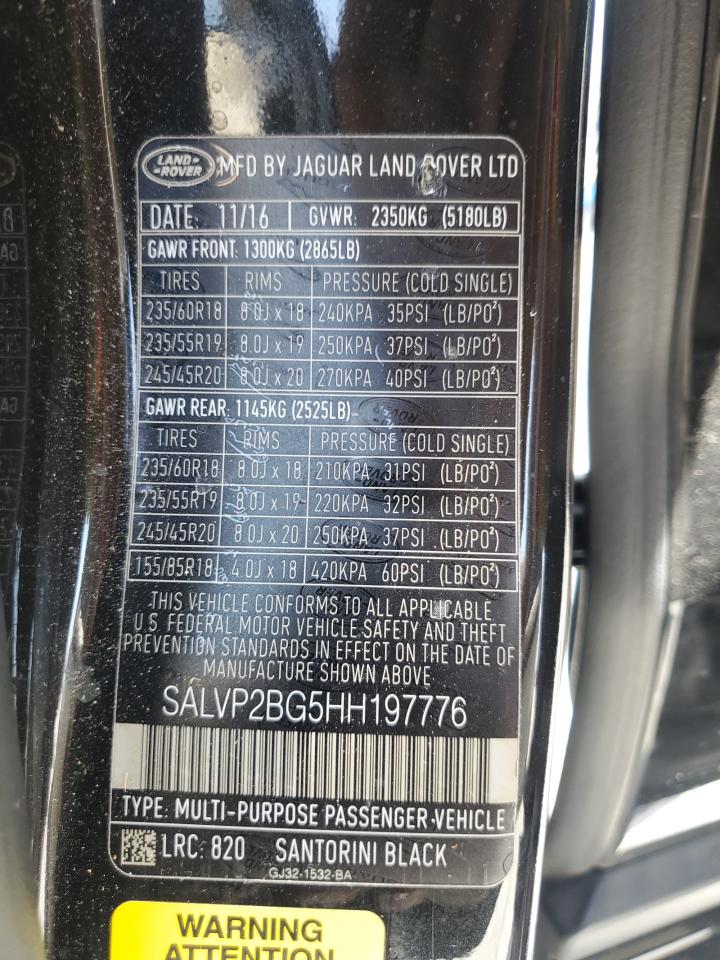 LAND-ROVER MFD BY JAGUAR LAND ROVER LTD
DATE: 11/16 GVWR: 2350KG (5180LB)
GAWR FRONT: 1300KG (2865LB)
TIRES RIMS PRESSURE (COLD SINGLE)
235/60R18 8.0J x 18 240KPA 35PSI (LB/PO²)
235/55R19 8.0J x 19 250KPA 37PSI (LB/PO²)
245/45R20 8.0J x 20 270KPA 40PSI (LB/PO²)
GAWR REAR: 1145KG (2525LB)
TIRES RIMS PRESSURE (COLD SINGLE)
235/60R18 8.0J x 18 210KPA 31PSI (LB/PO²)
235/55R19 8.0J x 19 220KPA 32PSI (LB/PO²)
245/45R20 8.0J x 20 250KPA 37PSI (LB/PO²)
155/85R18 4.0J x 18 420KPA 60PSI (LB/PO²)
THIS VEHICLE CONFORMS TO ALL APPLICABLE
U.S. FEDERAL MOTOR VEHICLE SAFETY AND THEFT
PREVENTION STANDARDS IN EFFECT ON THE DATE OF
MANUFACTURE SHOWN ABOVE
SALVP2BG5HH197776
TYPE: MULTI-PURPOSE PASSENGER VEHICLE
LRC: 820 SANTORINI BLACK
GJ32-1532-BA
WARNING
ATTENTION